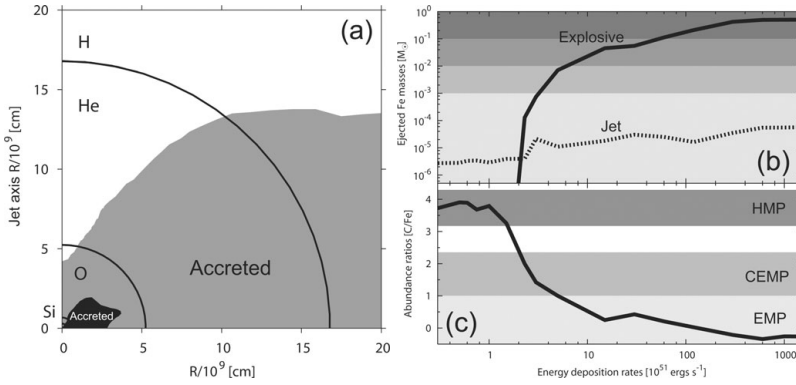 (a)
H
He
O
Si
Accreted
Accreted
Jet axis R/10⁹ [cm]
20
15
10
5
0
0 5 10 15 20
R/10⁹ [cm]
Ejected Fe masses [M☉]
10⁰
10⁻¹
10⁻²
10⁻³
10⁻⁴
10⁻⁵
10⁻⁶
Explosive
Jet
(b)
Abundance ratios [C/Fe]
4
3
2
1
0
HMP
CEMP
EMP
(c)
1 10 100 1000
Energy deposition rates [10⁵¹ ergs s⁻¹]